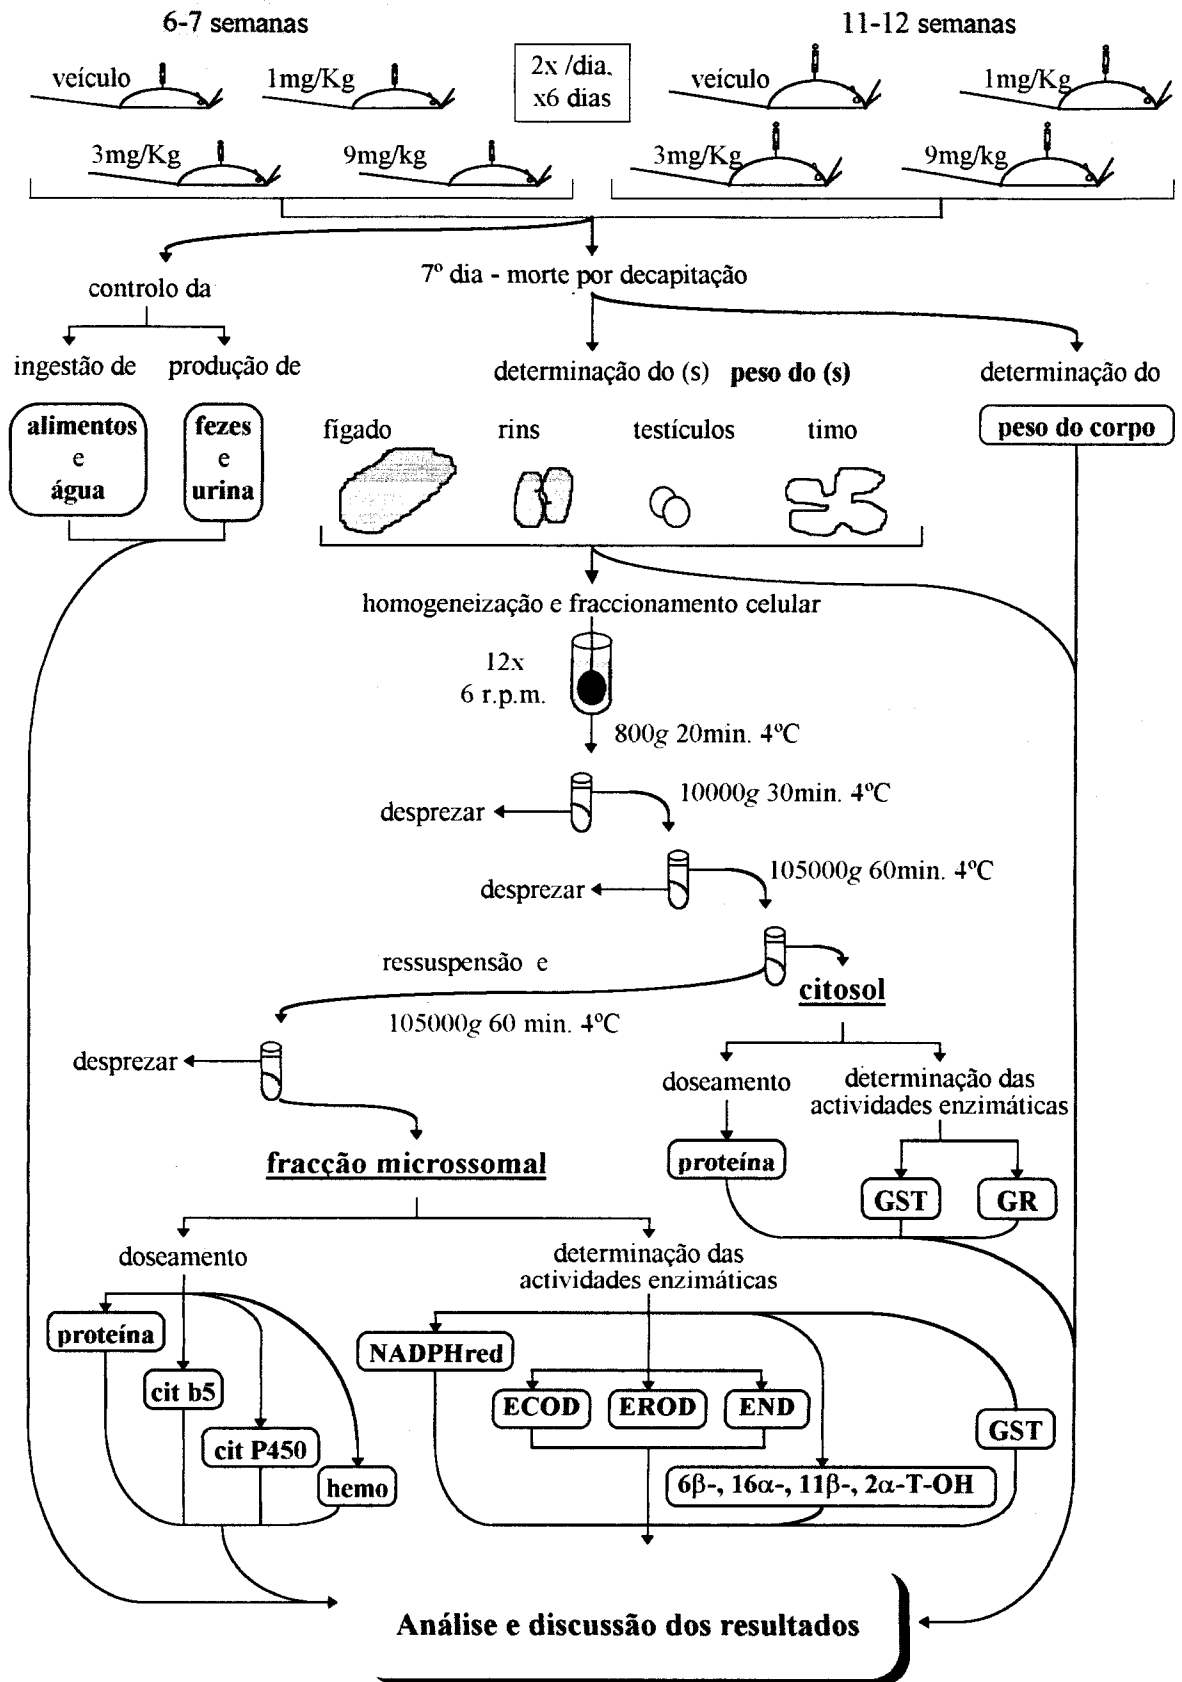 6-7 semanas
11-12 semanas
veículo
1mg/Kg
2x /dia,
x6 dias
veículo
1mg/Kg
3mg/Kg
9mg/kg
3mg/Kg
9mg/kg
controlo da
7º dia - morte por decapitação
ingestão de
produção de
determinação do (s) peso do (s)
determinação do
alimentos
e
água
fezes
e
urina
fígado
rins
testículos
timo
peso do corpo
homogeneização e fraccionamento celular
12x
6 r.p.m.
800g 20min. 4ºC
desprezar
10000g 30min. 4ºC
desprezar
105000g 60min. 4ºC
ressuspensão e
105000g 60 min. 4ºC
citosol
desprezar
doseamento
determinação das
actividades enzimáticas
proteína
GST
GR
fracção microssomal
doseamento
determinação das
actividades enzimáticas
proteína
cit b5
cit P450
hemo
NADPHred
ECOD
EROD
END
GST
6β-, 16α-, 11β-, 2α-T-OH
Análise e discussão dos resultados